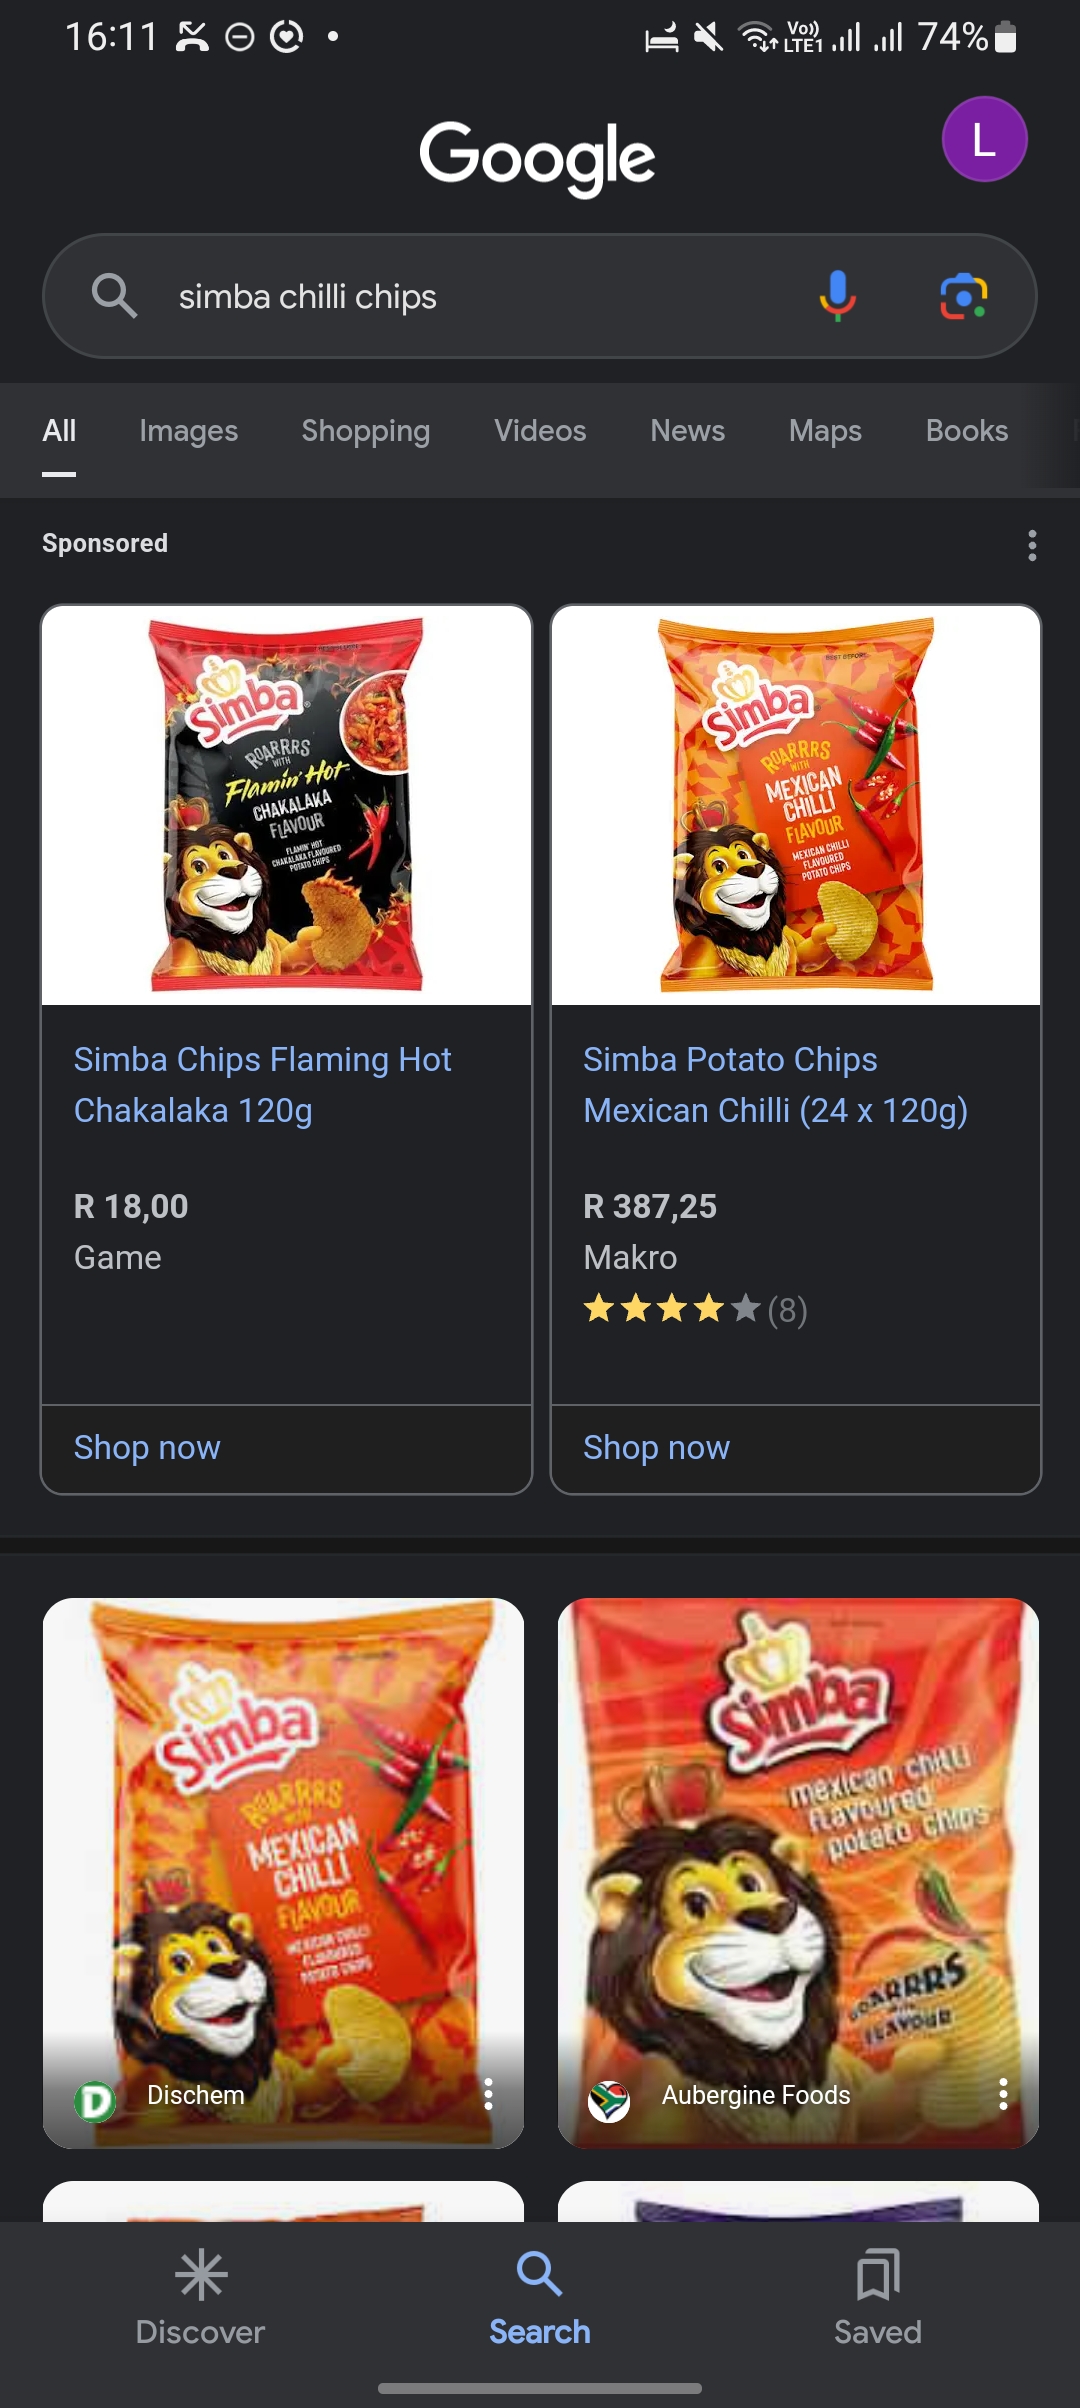 16:11
Vo))
LTE1
74%
Google
L
simba chilli chips
All Images Shopping Videos News Maps Books
Sponsored
Simba
ROARRRS
WITH
Flamin' Hot
CHAKALAKA
FLAVOUR
FLAMIN' HOT
CHAKALAKA FLAVOURED
POTATO CHIPS
BEST BEFORE
Simba
ROARRRS
WITH
MEXICAN
CHILLI
FLAVOUR
MEXICAN CHILLI
FLAVOURED
POTATO CHIPS
Simba Chips Flaming Hot
Chakalaka 120g
R 18,00
Game
Shop now
Simba Potato Chips
Mexican Chilli (24 x 120g)
R 387,25
Makro
(8)
Shop now
Simba
ROARRRS
WITH
MEXICAN
CHILLI
FLAVOUR
MEXICAN CHILLI
FLAVOURED
POTATO CHIPS
D
Dischem
Simba
mexican chilli
flavoured
potato chips
ROARRRS
FLAVOUR
Aubergine Foods
Discover
Search
Saved